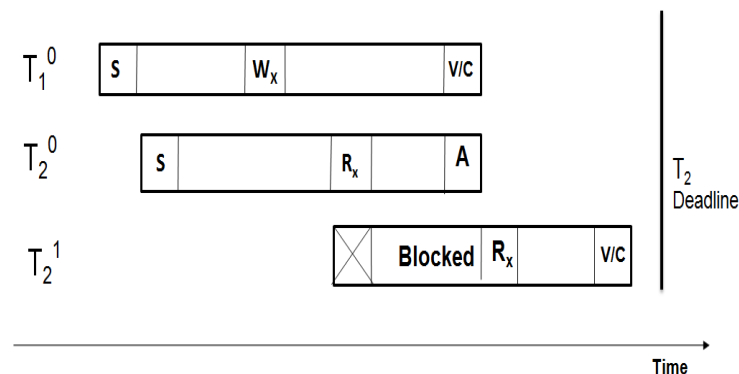 T₁⁰ S Wₓ V/C
T₂⁰ S Rₓ A
T₂¹ Blocked Rₓ V/C
T₂
Deadline
Time